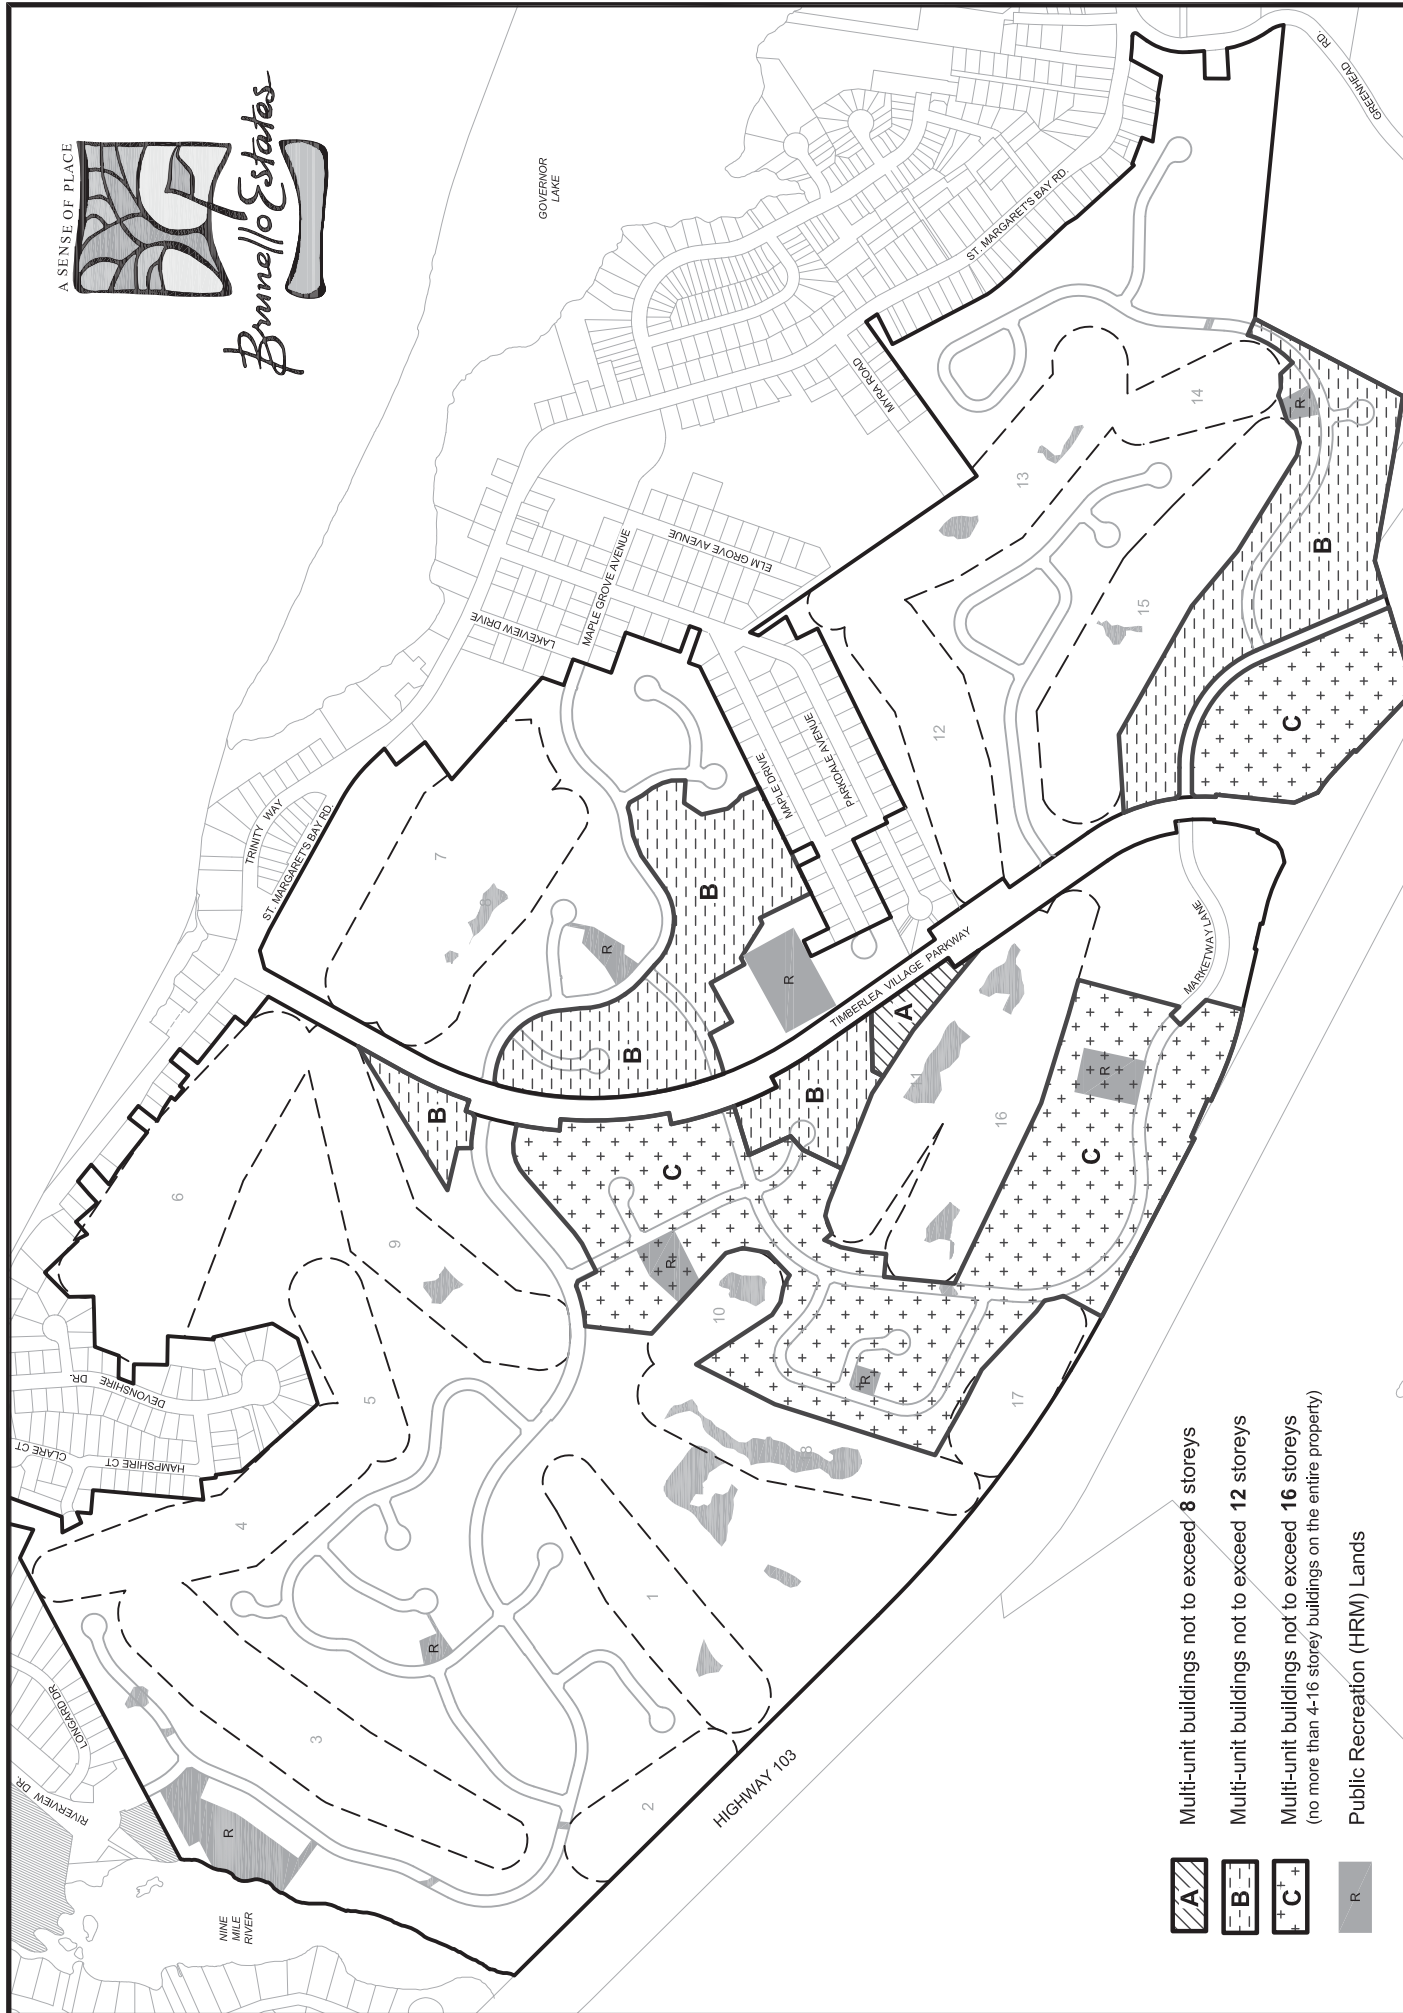 A SENSE OF PLACE
Brunello Estates
GOVERNOR
LAKE
GREENHEAD
RD.
ST. MARGARET'S BAY RD.
MYRA ROAD
ELM GROVE AVENUE
MAPLE GROVE AVENUE
LAKEVIEW DRIVE
MAPLE DRIVE
PARKDALE AVENUE
TRINITY WAY
ST. MARGARET'S BAY RD.
TIMBERLEA VILLAGE PARKWAY
MARKETWAY LANE
DEVONSHIRE DR.
HAMPSHIRE CT
CLARE CT
LONGARD DR.
RIVERVIEW DR.
NINE
MILE
RIVER
HIGHWAY 103
1
2
3
4
5
6
7
8
9
10
11
12
13
14
15
16
17
18
A
B
B
B
B
B
C
C
C
R
R
R
R
R
R
R
R
A Multi-unit buildings not to exceed 8 storeys
B Multi-unit buildings not to exceed 12 storeys
C Multi-unit buildings not to exceed 16 storeys
(no more than 4-16 storey buildings on the entire property)
R Public Recreation (HRM) Lands